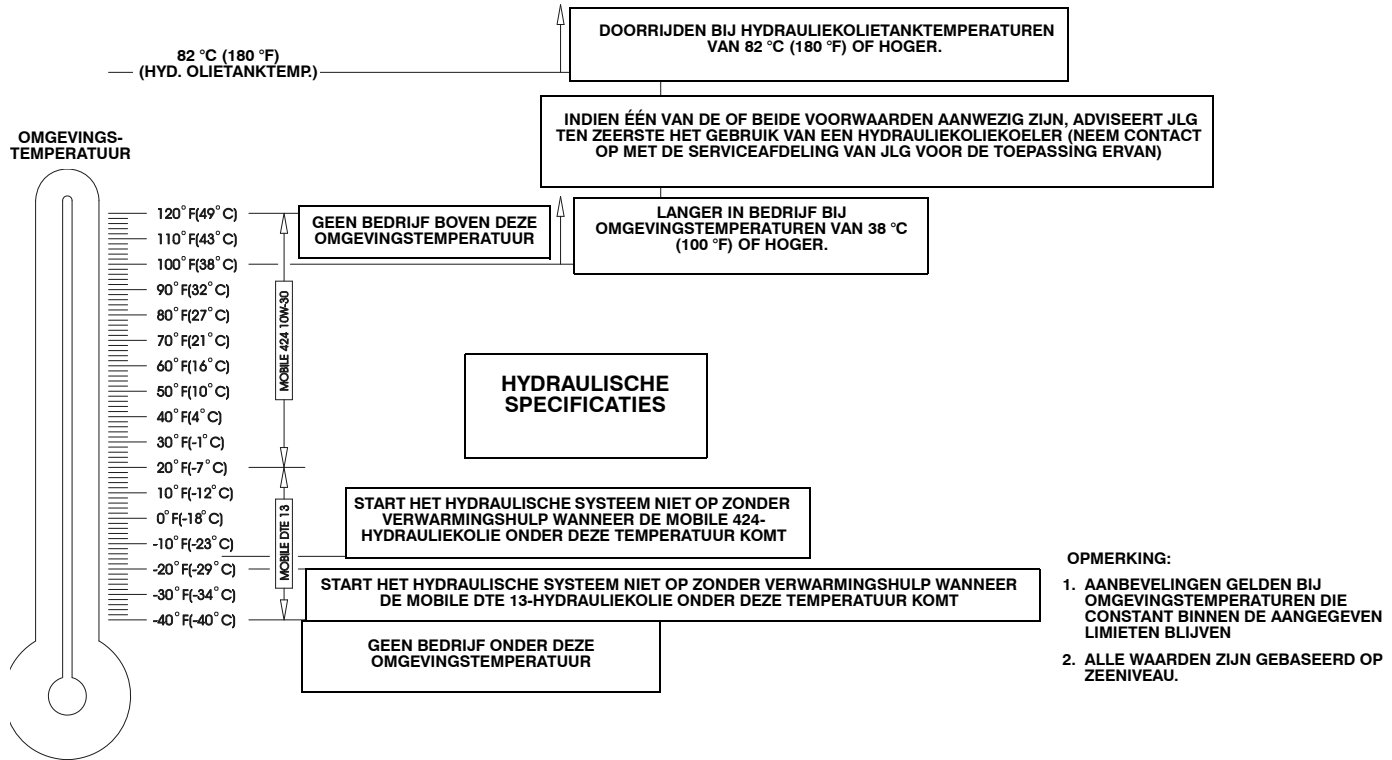 DOORRIJDEN BIJ HYDRAULIEKOLIETANKTEMPERATUREN
VAN 82 °C (180 °F) OF HOGER.
82 °C (180 °F)
(HYD. OLIETANKTEMP.)
INDIEN ÉÉN VAN DE OF BEIDE VOORWAARDEN AANWEZIG ZIJN, ADVISEERT JLG
TEN ZEERSTE HET GEBRUIK VAN EEN HYDRAULIEKOLIEKOELER (NEEM CONTACT
OP MET DE SERVICEAFDELING VAN JLG VOOR DE TOEPASSING ERVAN)
OMGEVINGS-
TEMPERATUUR
120°F(49°C)
110°F(43°C)
100°F(38°C)
90°F(32°C)
80°F(27°C)
70°F(21°C)
60°F(16°C)
50°F(10°C)
40°F(4°C)
30°F(-1°C)
20°F(-7°C)
10°F(-12°C)
0°F(-18°C)
-10°F(-23°C)
-20°F(-29°C)
-30°F(-34°C)
-40°F(-40°C)
MOBILE 424 10W-30
MOBILE DTE 13
GEEN BEDRIJF BOVEN DEZE
OMGEVINGSTEMPERATUUR
LANGER IN BEDRIJF BIJ
OMGEVINGSTEMPERATUREN VAN 38 °C
(100 °F) OF HOGER.
HYDRAULISCHE
SPECIFICATIES
START HET HYDRAULISCHE SYSTEEM NIET OP ZONDER
VERWARMINGSHULP WANNEER DE MOBILE 424-
HYDRAULIEKOLIE ONDER DEZE TEMPERATUUR KOMT
START HET HYDRAULISCHE SYSTEEM NIET OP ZONDER VERWARMINGSHULP WANNEER
DE MOBILE DTE 13-HYDRAULIEKOLIE ONDER DEZE TEMPERATUUR KOMT
GEEN BEDRIJF ONDER DEZE
OMGEVINGSTEMPERATUUR
OPMERKING:
1. AANBEVELINGEN GELDEN BIJ
OMGEVINGSTEMPERATUREN DIE
CONSTANT BINNEN DE AANGEGEVEN
LIMIETEN BLIJVEN
2. ALLE WAARDEN ZIJN GEBASEERD OP
ZEENIVEAU.